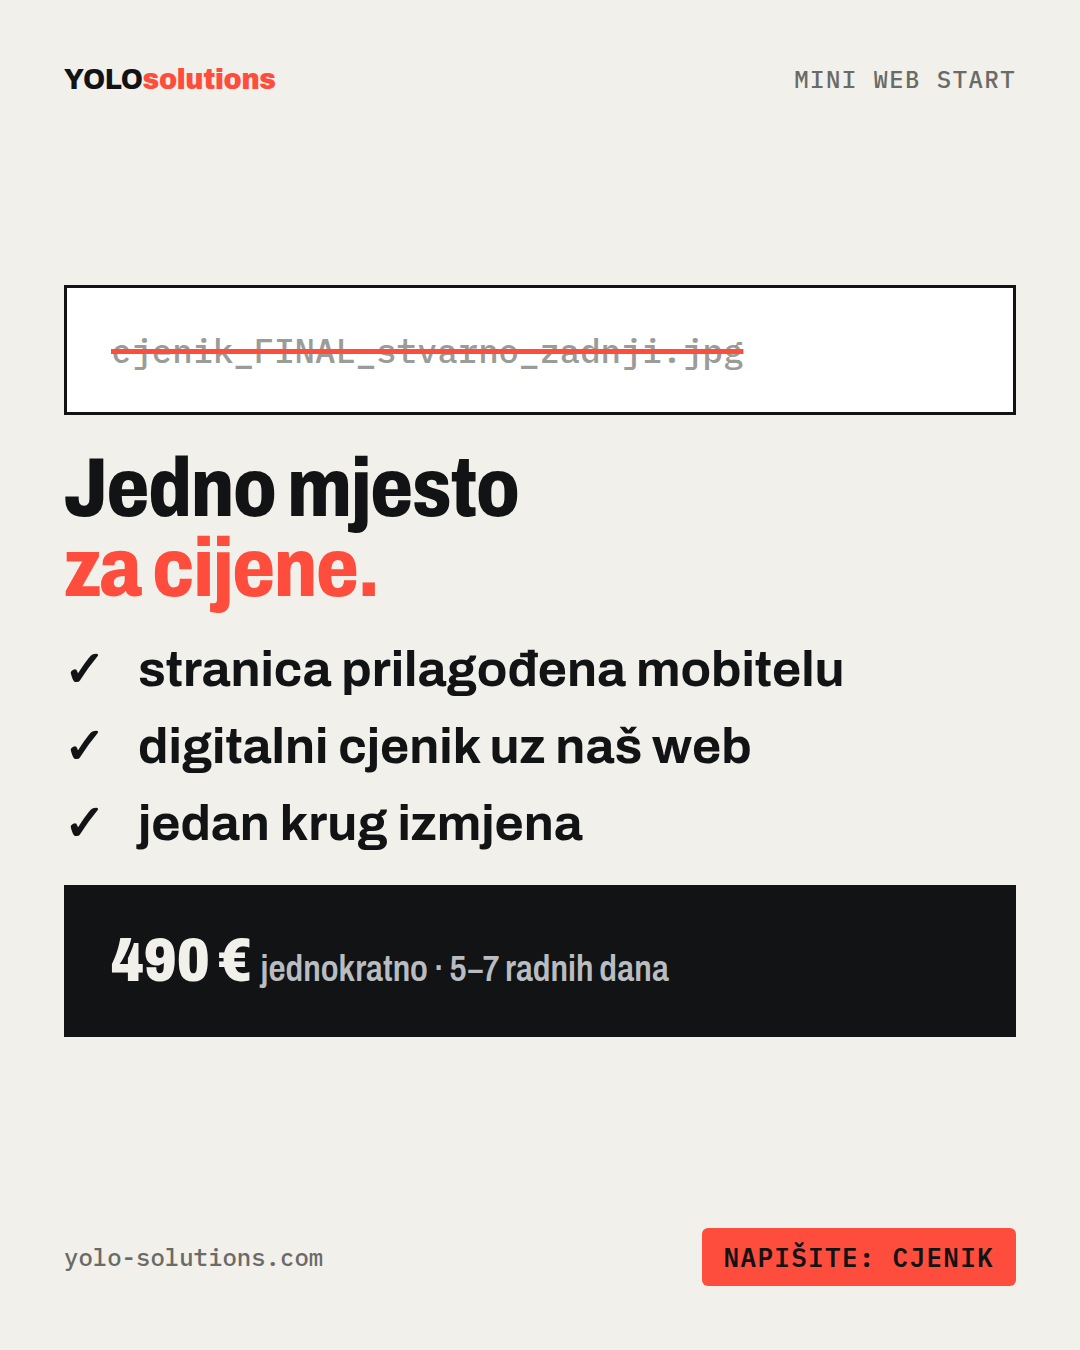 YOLOsolutions
MINI WEB START
cjenik_FINAL_stvarno_zadnji.jpg
Jedno mjesto
za cijene.
✓ stranica prilagođena mobitelu
✓ digitalni cjenik uz naš web
✓ jedan krug izmjena
490 € jednokratno · 5–7 radnih dana
yolo-solutions.com
NAPIŠITE: CJENIK